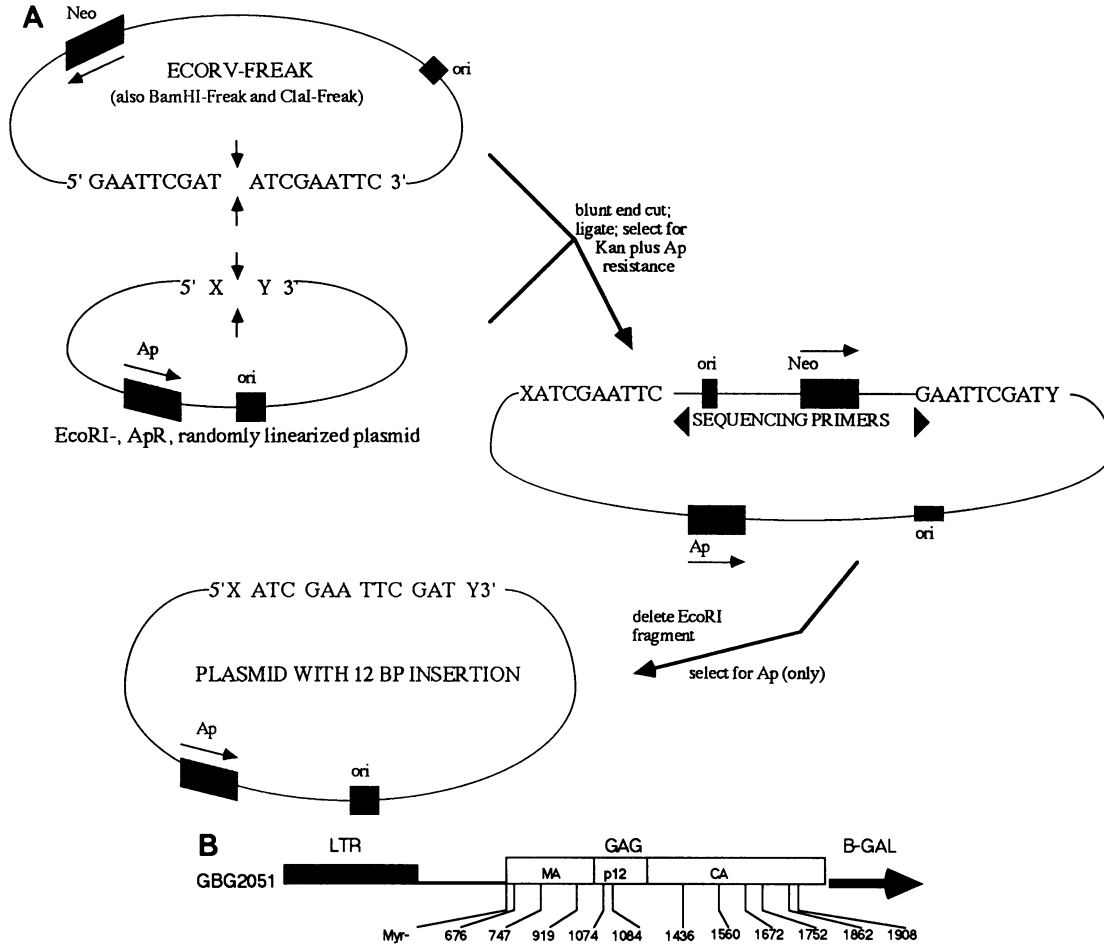 A
Neo
ECORV-FREAK
(also BamHI-Freak and ClaI-Freak)
ori
5' GAATTCGAT ATCGAATTC 3'
blunt end cut;
ligate; select for
Kan plus Ap
resistance
5' X Y 3'
Ap
ori
EcoRI-, ApR, randomly linearized plasmid
ori
Neo
XATCGAATTC
GAATTCGATY
SEQUENCING PRIMERS
Ap
ori
delete EcoRI
fragment
select for Ap (only)
5'X ATC GAA TTC GAT Y3'
PLASMID WITH 12 BP INSERTION
Ap
ori
B
LTR
GAG
B-GAL
GBG2051
MA
p12
CA
Myr- 676 747 919 1074 1084 1436 1560 1672 1752 1862 1908